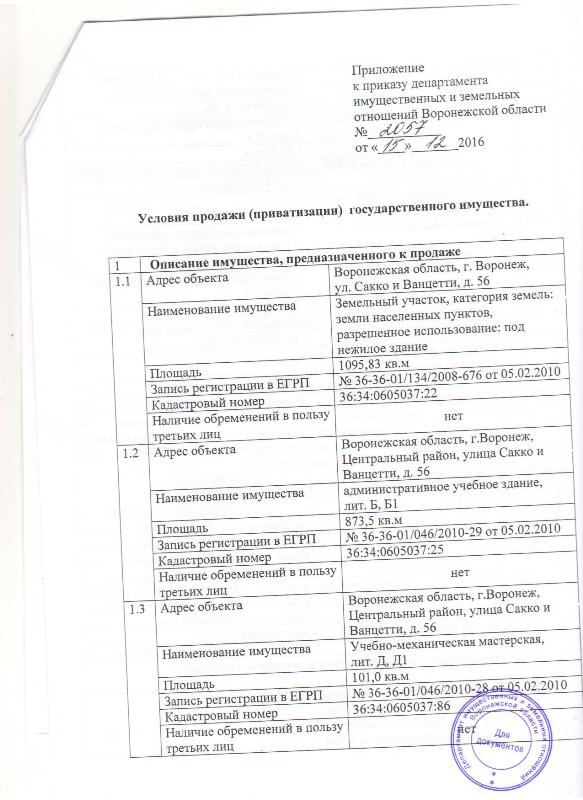 Приложение
к приказу департамента
имущественных и земельных
отношений Воронежской области
№ 2057
от « 15 » 12 2016
Условия продажи (приватизации) государственного имущества.
1 Описание имущества, предназначенного к продаже
1.1 Адрес объекта Воронежская область, г. Воронеж,
ул. Сакко и Ванцетти, д. 56
Наименование имущества Земельный участок, категория земель:
земли населенных пунктов,
разрешенное использование: под
нежилое здание
Площадь 1095,83 кв.м
Запись регистрации в ЕГРП № 36-36-01/134/2008-676 от 05.02.2010
Кадастровый номер 36:34:0605037:22
Наличие обременений в пользу
третьих лиц нет
1.2 Адрес объекта Воронежская область, г.Воронеж,
Центральный район, улица Сакко и
Ванцетти, д. 56
Наименование имущества административное учебное здание,
лит. Б, Б1
Площадь 873,5 кв.м
Запись регистрации в ЕГРП № 36-36-01/046/2010-29 от 05.02.2010
Кадастровый номер 36:34:0605037:25
Наличие обременений в пользу
третьих лиц нет
1.3 Адрес объекта Воронежская область, г.Воронеж,
Центральный район, улица Сакко и
Ванцетти, д. 56
Наименование имущества Учебно-механическая мастерская,
лит. Д, Д1
Площадь 101,0 кв.м
Запись регистрации в ЕГРП № 36-36-01/046/2010-28 от 05.02.2010
Кадастровый номер 36:34:0605037:86
Наличие обременений в пользу
третьих лиц нет
Департамент имущественных и земельных отношений
Воронежской области
Для
документов